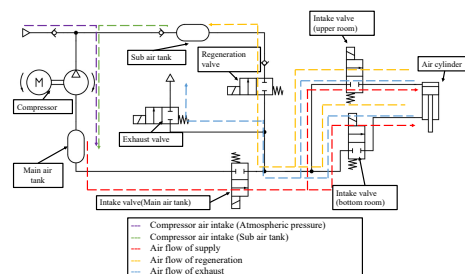 Intake valve
(upper room)
Sub air tank
Regeneration
valve
Air cylinder
M
Compressor
Exhaust valve
Main air
tank
Intake valve(Main air tank)
Intake valve
(bottom room)
Compressor air intake (Atmospheric pressure)
Compressor air intake (Sub air tank)
Air flow of supply
Air flow of regeneration
Air flow of exhaust